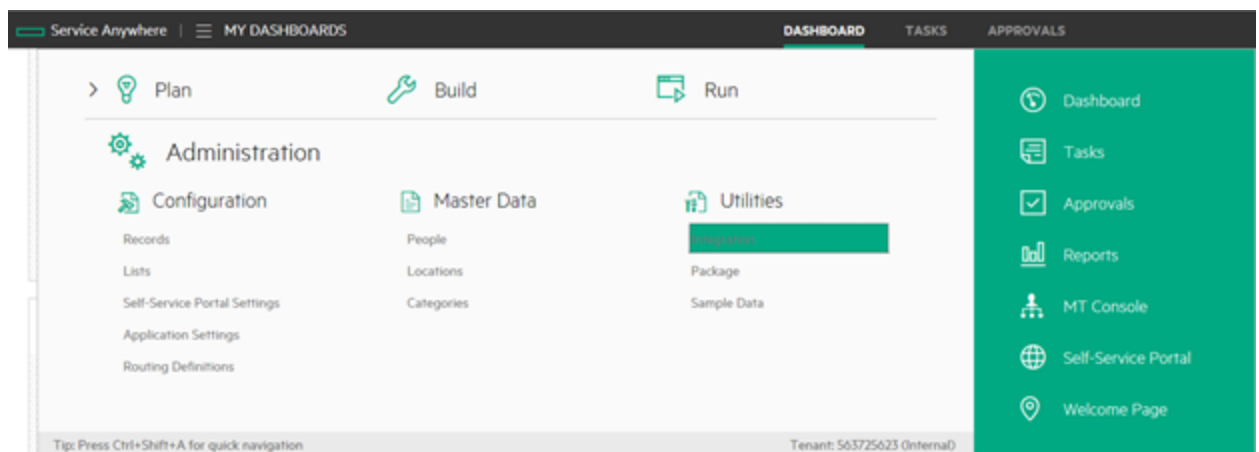 Service Anywhere | MY DASHBOARDS DASHBOARD TASKS APPROVALS
Plan Build Run
Administration
Configuration Master Data Utilities
Records People Integration
Lists Locations Package
Self-Service Portal Settings Categories Sample Data
Application Settings
Routing Definitions
Dashboard
Tasks
Approvals
Reports
MT Console
Self-Service Portal
Welcome Page
Tip: Press Ctrl+Shift+A for quick navigation Tenant: 563725623 (Internal)